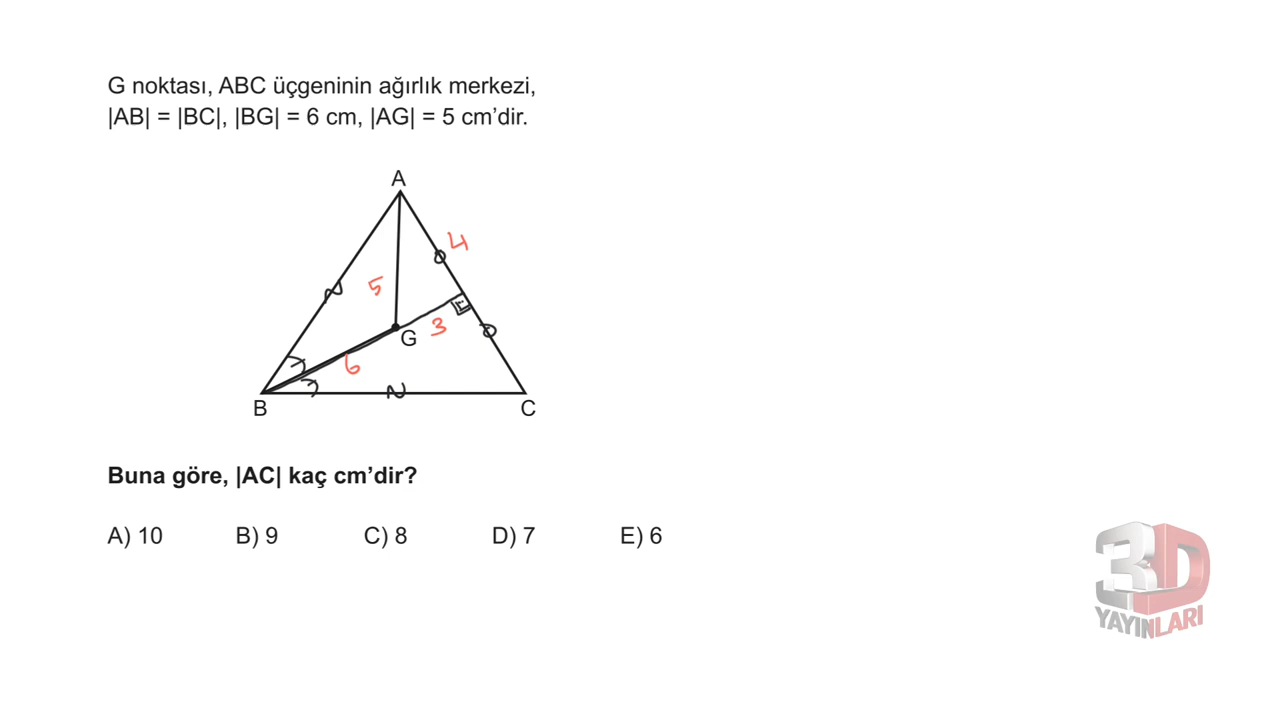 G noktası, ABC üçgeninin ağırlık merkezi,
|AB| = |BC|, |BG| = 6 cm, |AG| = 5 cm’dir.
A
4
5
G
3
6
B
C
Buna göre, |AC| kaç cm’dir?
A) 10 B) 9 C) 8 D) 7 E) 6
3D
YAYINLARI